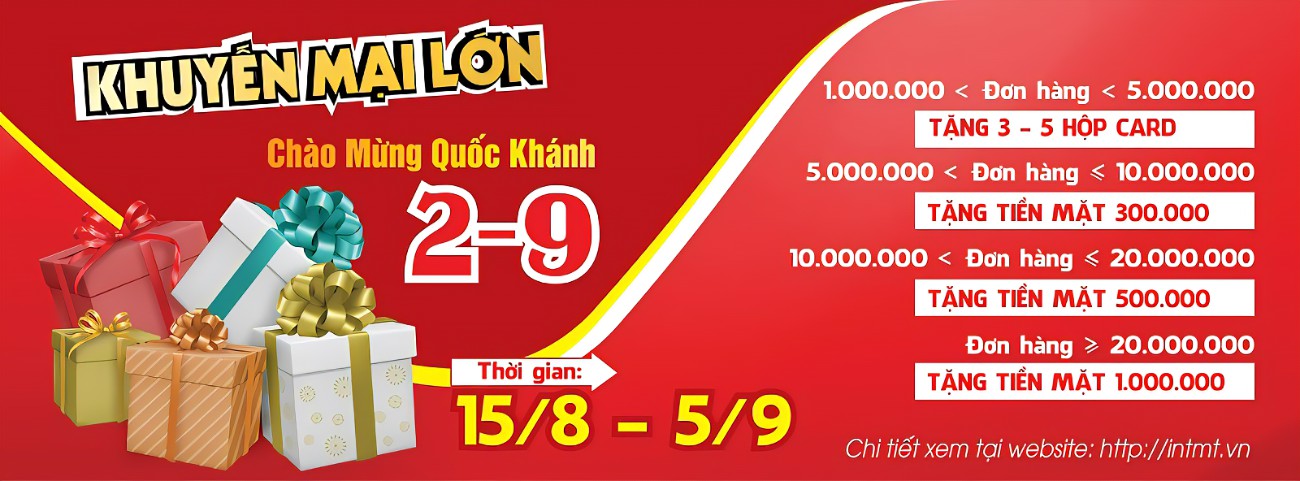 KHUYẾN MẠI LỚN
Chào Mừng Quốc Khánh
2-9
Thời gian:
15/8 - 5/9
1.000.000 < Đơn hàng < 5.000.000
TẶNG 3 - 5 HỘP CARD
5.000.000 < Đơn hàng ⩽ 10.000.000
TẶNG TIỀN MẶT 300.000
10.000.000 < Đơn hàng ⩽ 20.000.000
TẶNG TIỀN MẶT 500.000
Đơn hàng ⩾ 20.000.000
TẶNG TIỀN MẶT 1.000.000
Chi tiết xem tại website: http://intmt.vn